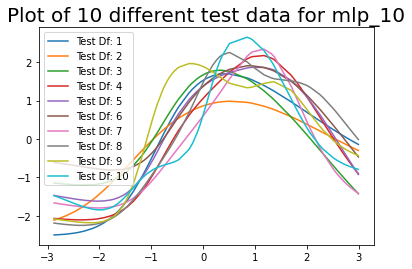 Plot of 10 different test data for mlp_10
Test Df: 1
Test Df: 2
Test Df: 3
Test Df: 4
Test Df: 5
Test Df: 6
Test Df: 7
Test Df: 8
Test Df: 9
Test Df: 10
2
1
0
−1
−2
−3 −2 −1 0 1 2 3